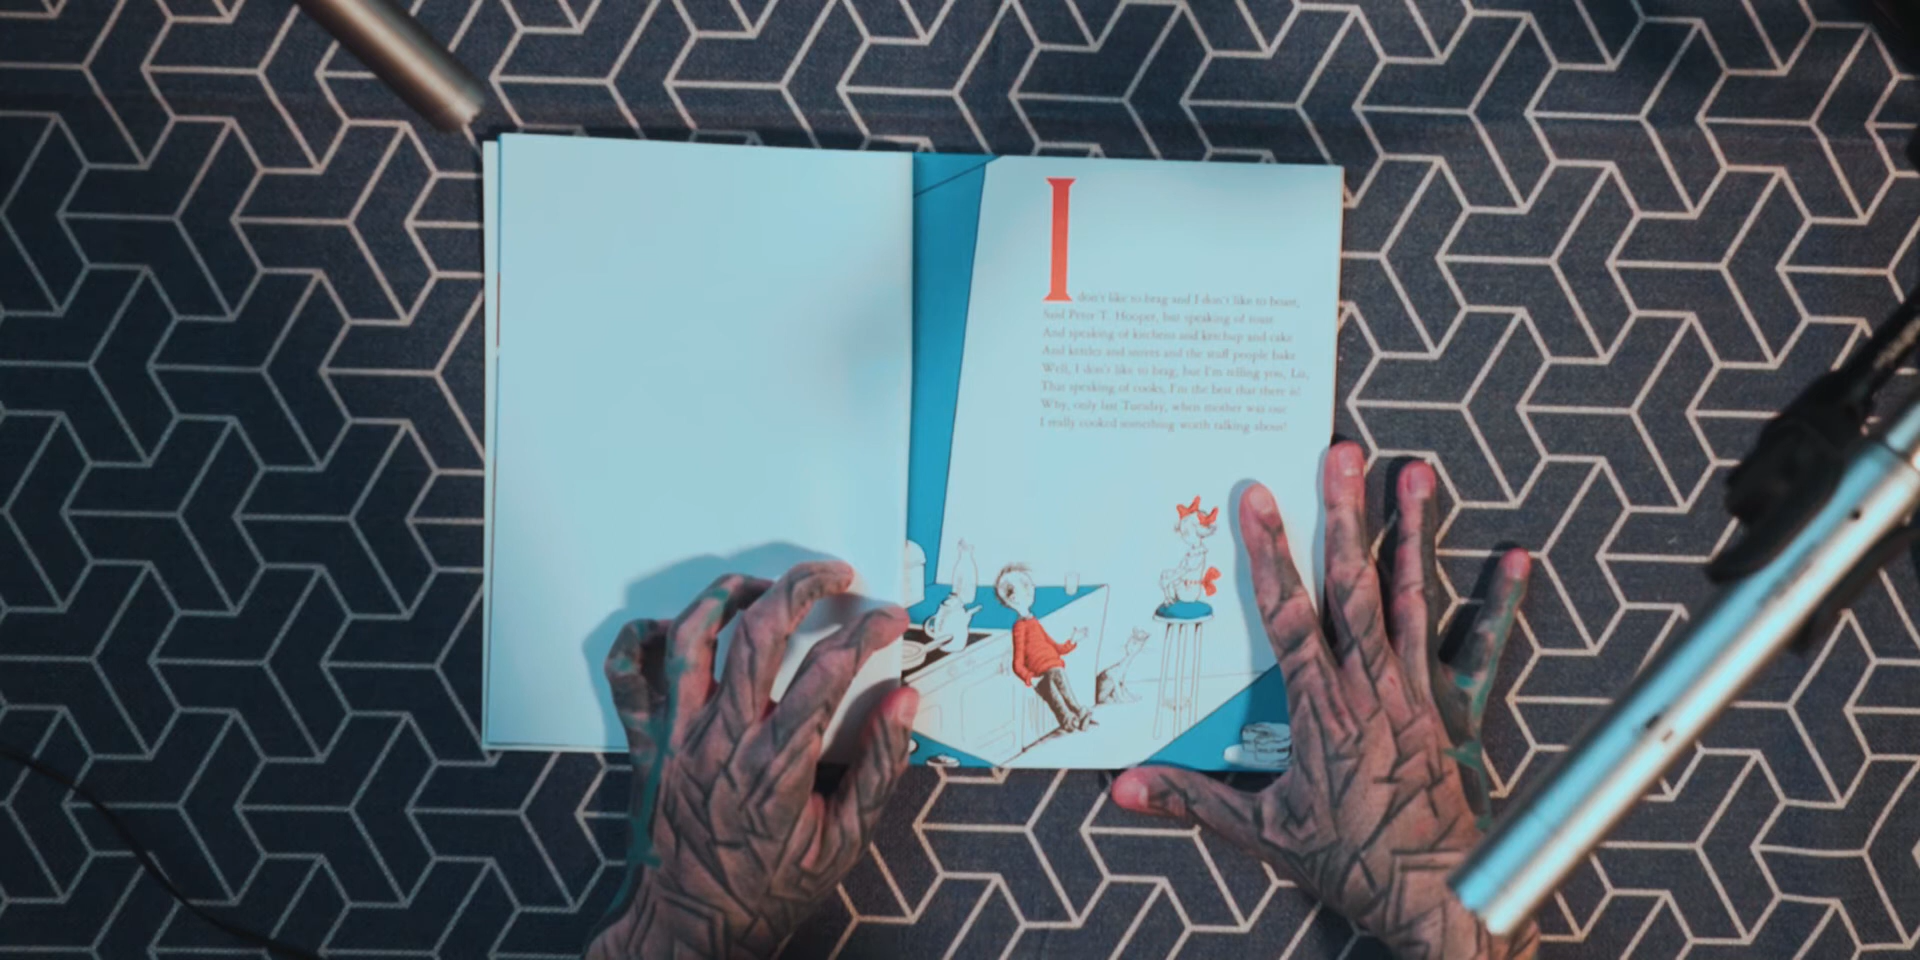 I don't like to brag and I don't like to boast,
Said Peter T. Hooper, but speaking of toast
And speaking of kitchens and ketchup and cake
And kettles and stoves and the stuff people bake
Well, I don't like to brag, but I'm telling you, Liz,
That speaking of cooks, I'm the best that there is!
Why, only last Tuesday, when mother was out
I really cooked something worth talking about!